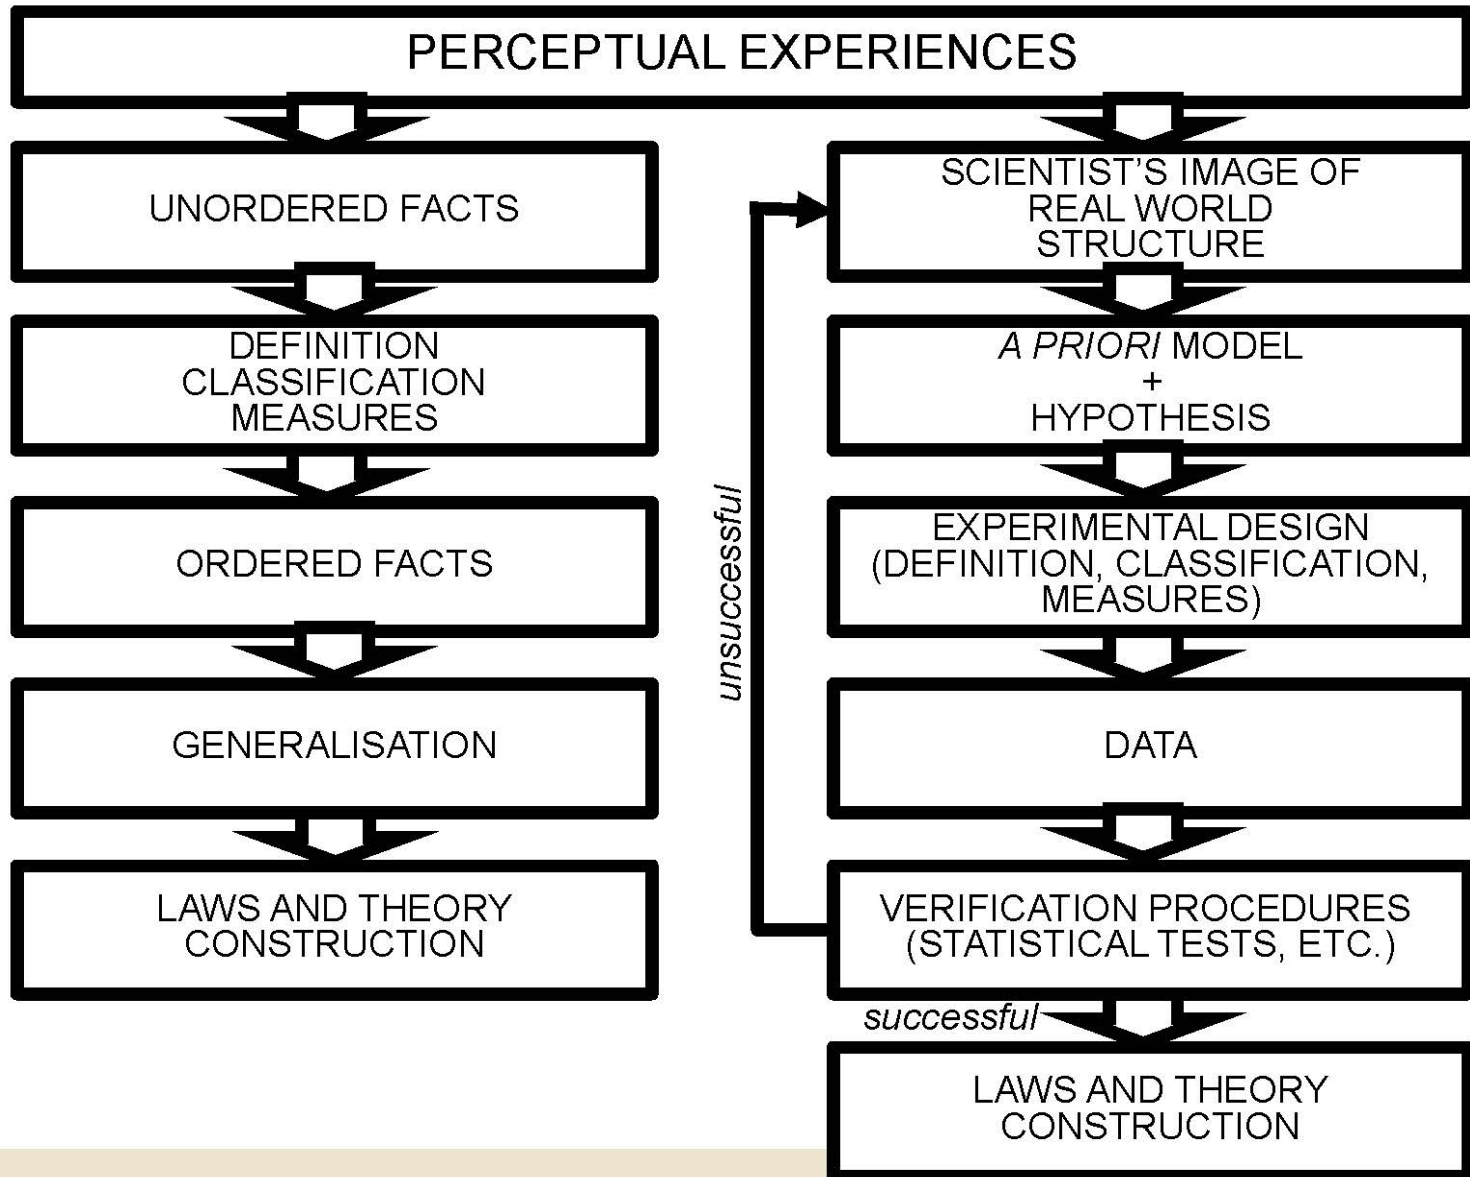 PERCEPTUAL EXPERIENCES
UNORDERED FACTS
DEFINITION
CLASSIFICATION
MEASURES
ORDERED FACTS
GENERALISATION
LAWS AND THEORY
CONSTRUCTION
unsuccessful
SCIENTIST'S IMAGE OF
REAL WORLD
STRUCTURE
A PRIORI MODEL
+
HYPOTHESIS
EXPERIMENTAL DESIGN
(DEFINITION, CLASSIFICATION,
MEASURES)
DATA
VERIFICATION PROCEDURES
(STATISTICAL TESTS, ETC.)
successful
LAWS AND THEORY
CONSTRUCTION